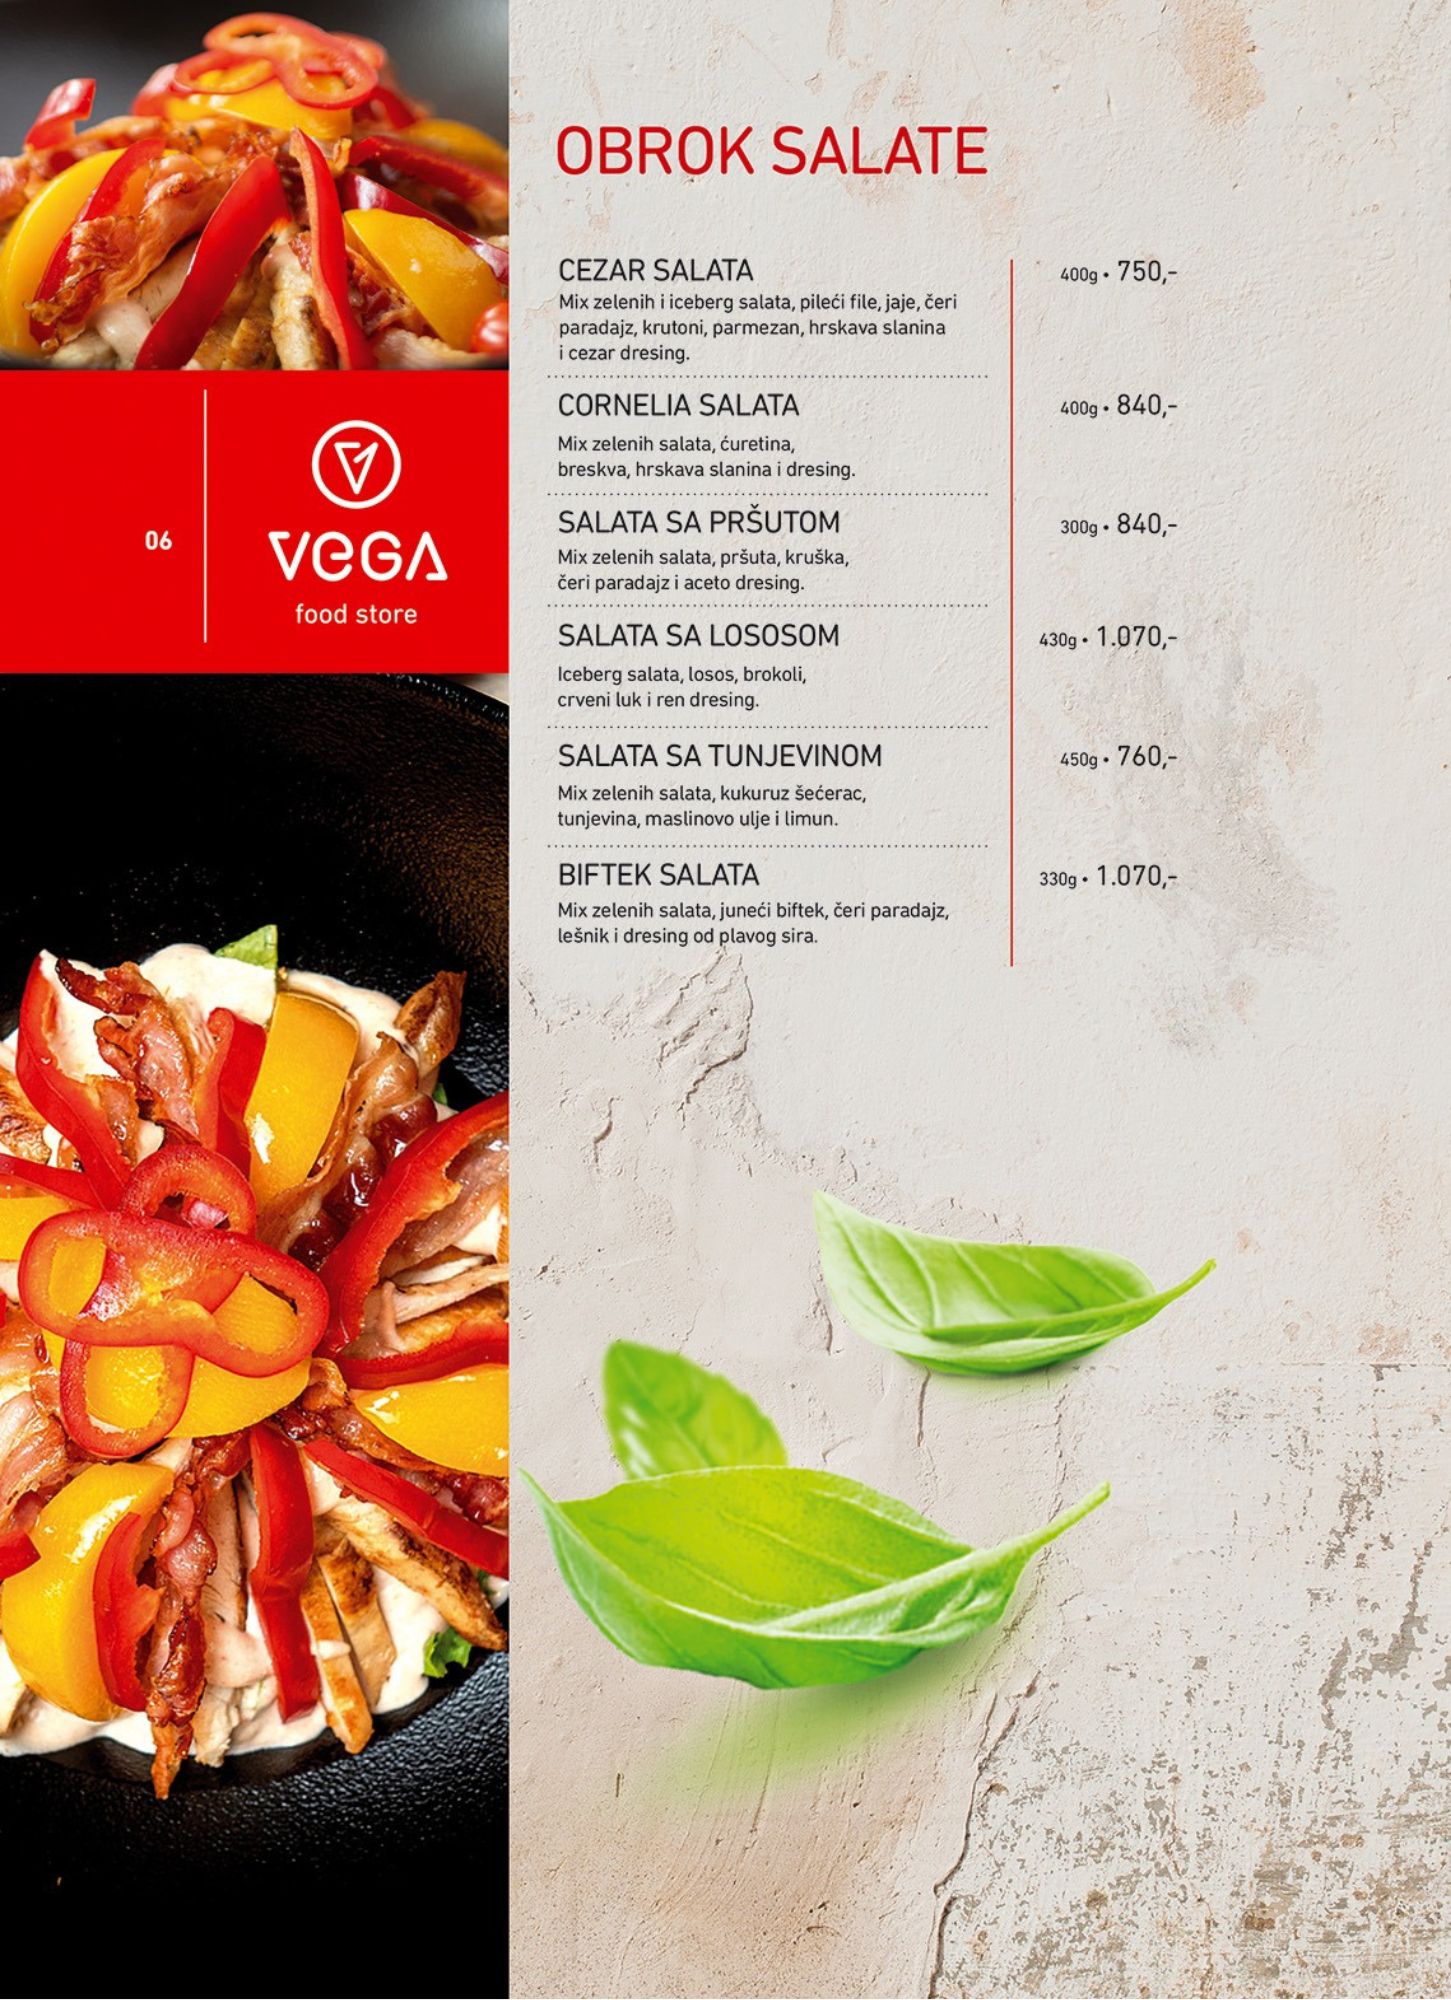 OBROK SALATE
CEZAR SALATA
400g • 750,-
Mix zelenih i iceberg salata, pileći file, jaje, čeri
paradajz, krutoni, parmezan, hrskava slanina
i cezar dresing.
CORNELIA SALATA
400g • 840,-
Mix zelenih salata, ćuretina,
breskva, hrskava slanina i dresing.
SALATA SA PRŠUTOM
300g • 840,-
Mix zelenih salata, pršuta, kruška,
čeri paradajz i aceto dresing.
SALATA SA LOSOSOM
430g • 1.070,-
Iceberg salata, losos, brokoli,
crveni luk i ren dresing.
SALATA SA TUNJEVINOM
450g • 760,-
Mix zelenih salata, kukuruz šećerac,
tunjevina, maslinovo ulje i limun.
BIFTEK SALATA
330g • 1.070,-
Mix zelenih salata, juneći biftek, čeri paradajz,
lešnik i dresing od plavog sira.
06
VeGA
food store